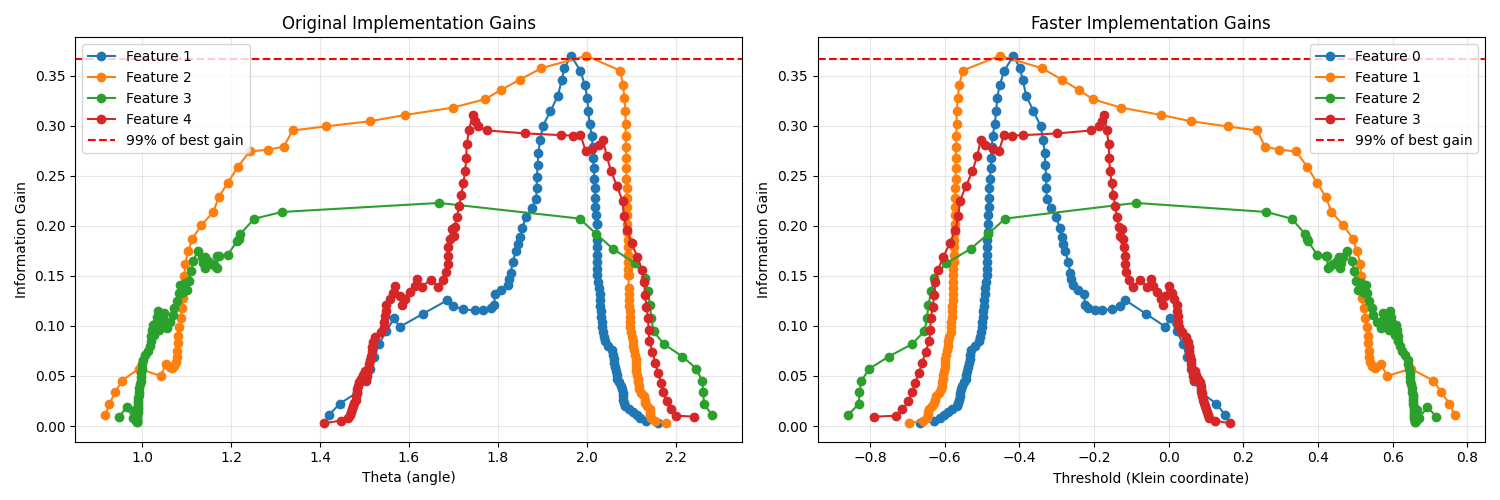 Original Implementation Gains
Feature 1
Feature 2
Feature 3
Feature 4
99% of best gain
Information Gain
0.35
0.30
0.25
0.20
0.15
0.10
0.05
0.00
1.0
1.2
1.4
1.6
1.8
2.0
2.2
Theta (angle)
Faster Implementation Gains
Feature 0
Feature 1
Feature 2
Feature 3
99% of best gain
Information Gain
0.35
0.30
0.25
0.20
0.15
0.10
0.05
0.00
−0.8
−0.6
−0.4
−0.2
0.0
0.2
0.4
0.6
0.8
Threshold (Klein coordinate)